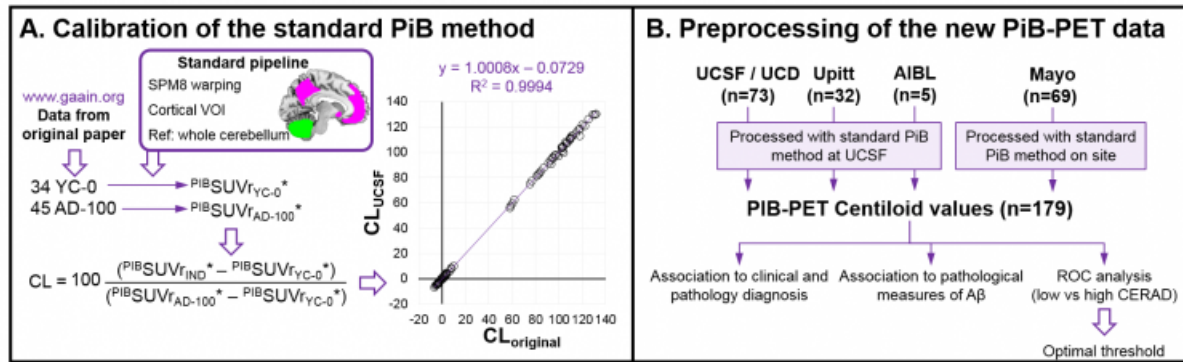 A. Calibration of the standard PiB method
www.gaain.org
Data from
original paper
Standard pipeline
SPM8 warping
Cortical VOI
Ref: whole cerebellum
34 YC-0
PIBSUVrYC-0*
45 AD-100
PIBSUVrAD-100*
CL = 100 (PIBSUVrIND* – PIBSUVrYC-0*)
(PIBSUVrAD-100* – PIBSUVrYC-0*)
y = 1.0008x – 0.0729
R² = 0.9994
CLUCSF
140
120
100
80
60
40
20
0
-20
-20 0 20 40 60 80 100 120 140
CLoriginal
B. Preprocessing of the new PiB-PET data
UCSF / UCD Upitt AIBL Mayo
(n=73) (n=32) (n=5) (n=69)
Processed with standard PiB
method at UCSF
Processed with standard
PiB method on site
PIB-PET Centiloid values (n=179)
Association to clinical and
pathology diagnosis
Association to pathological
measures of Aβ
ROC analysis
(low vs high CERAD)
Optimal threshold